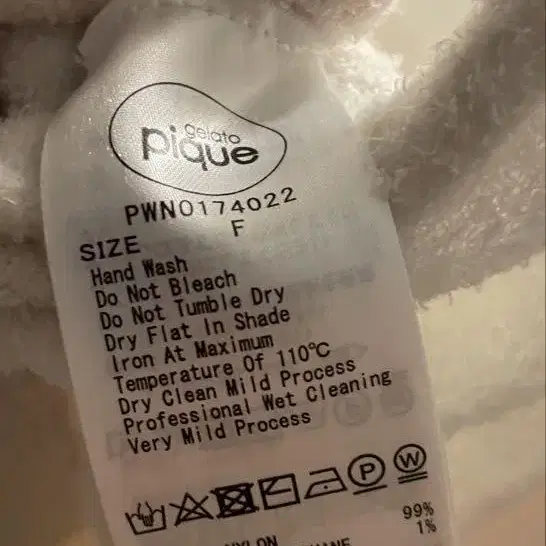 gelato
pique
PWNO174022
SIZE F
Hand Wash
Do Not Bleach
Do Not Tumble Dry
Dry Flat In Shade
Iron At Maximum
Temperature Of 110℃
Dry Clean Mild Process
Professional Wet Cleaning
Very Mild Process
P W
99%
1%